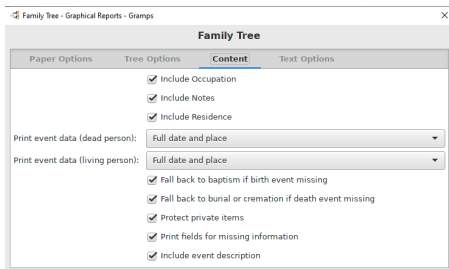 Family Tree - Graphical Reports - Gramps
Family Tree
Paper Options Tree Options Content Text Options
Include Occupation
Include Notes
Include Residence
Print event data (dead person): Full date and place
Print event data (living person): Full date and place
Fall back to baptism if birth event missing
Fall back to burial or cremation if death event missing
Protect private items
Print fields for missing information
Include event description